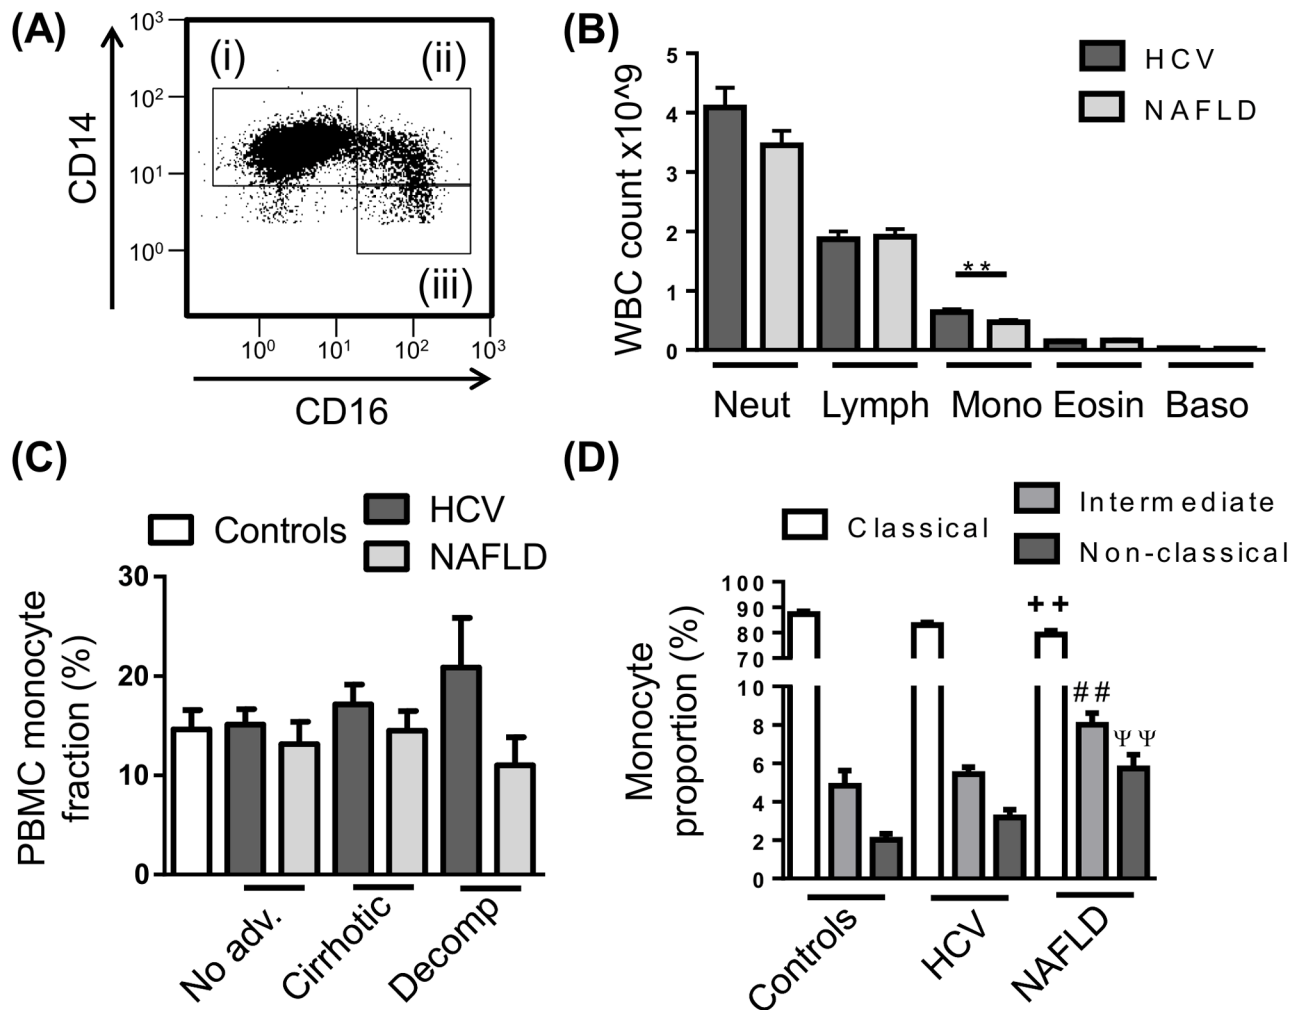 (A)
10³
10²
10¹
10⁰
CD14
(i)
(ii)
(iii)
10⁰ 10¹ 10² 10³
CD16
(B)
WBC count x10^9
5
4
3
2
1
0
HCV
NAFLD
**
Neut Lymph Mono Eosin Baso
(C)
Controls
HCV
NAFLD
PBMC monocyte
fraction (%)
30
20
10
0
No adv.
Cirrhotic
Decomp
(D)
Classical
Intermediate
Non-classical
Monocyte
proportion (%)
100
90
80
70
10
8
6
4
2
0
++
##
ΨΨ
Controls
HCV
NAFLD